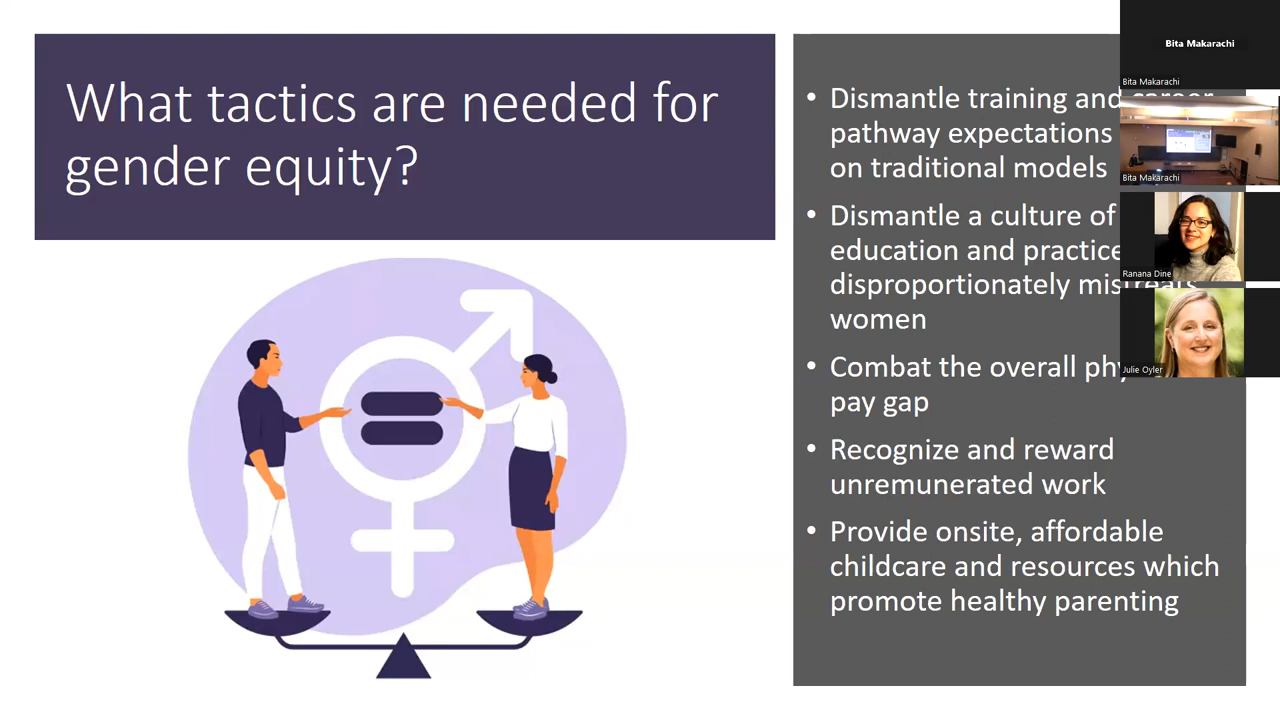 What tactics are needed for
gender equity?
• Dismantle training and career
pathway expectations
on traditional models
• Dismantle a culture of
education and practice
disproportionately mistreats
women
• Combat the overall
pay gap
• Recognize and reward
unremunerated work
• Provide onsite, affordable
childcare and resources which
promote healthy parenting
Bita Makarachi
Bita Makarachi
Bita Makarachi
Ranana Dine
Julie Oyler